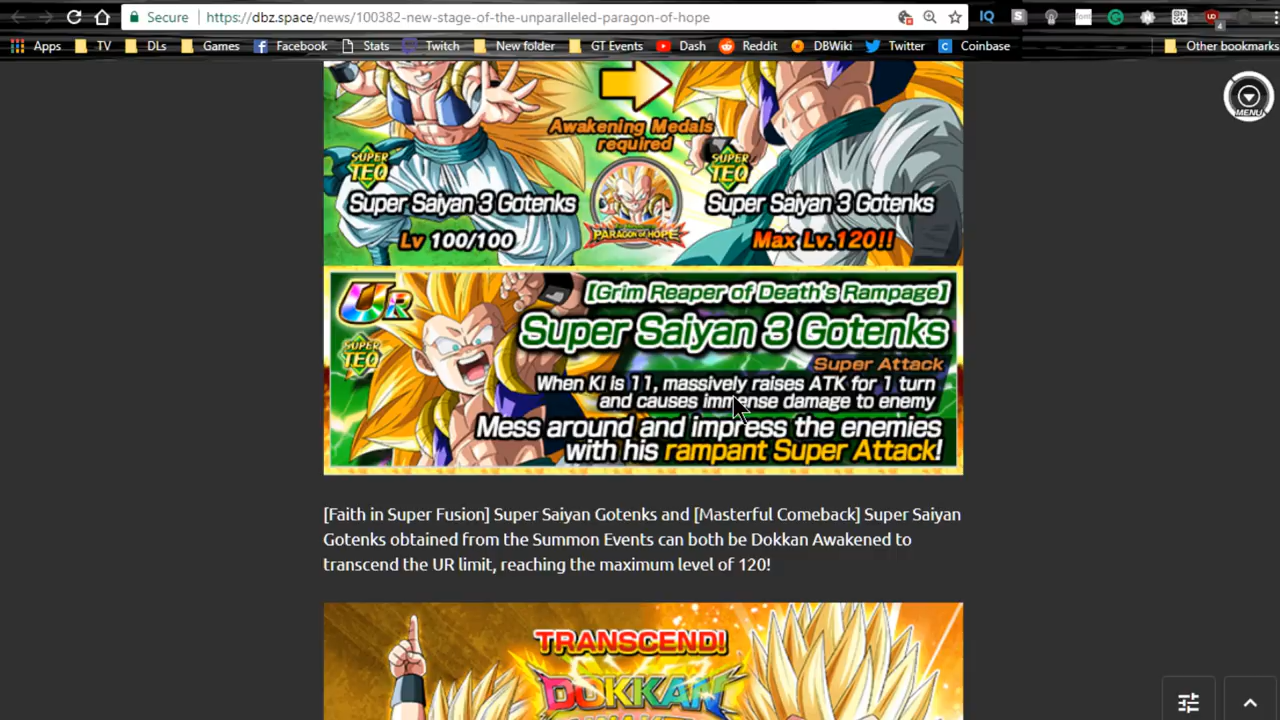 Secure
https://dbz.space/news/100382-new-stage-of-the-unparalleled-paragon-of-hope
Apps TV DLs Games Facebook Stats Twitch New folder GT Events Dash Reddit DBWiki Twitter Coinbase Other bookmarks
MENU
Awakening Medals
required
SUPER
TEQ
Super Saiyan 3 Gotenks
Lv 100/100
PARAGON OF HOPE
SUPER
TEQ
Super Saiyan 3 Gotenks
Max Lv.120!!
UR
SUPER
TEQ
[Grim Reaper of Death's Rampage]
Super Saiyan 3 Gotenks
Super Attack
When Ki is 11, massively raises ATK for 1 turn
and causes immense damage to enemy
Mess around and impress the enemies
with his rampant Super Attack!
[Faith in Super Fusion] Super Saiyan Gotenks and [Masterful Comeback] Super Saiyan
Gotenks obtained from the Summon Events can both be Dokkan Awakened to
transcend the UR limit, reaching the maximum level of 120!
TRANSCEND!
DOKKAN